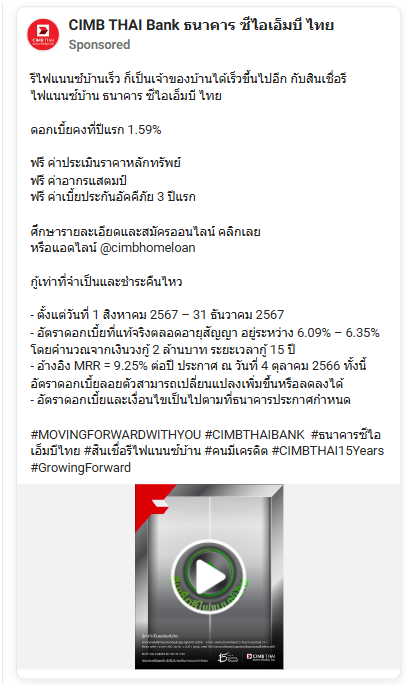 CIMB THAI Bank ธนาคาร ซีไอเอ็มบี ไทย
Sponsored
รีไฟแนนซ์บ้านเร็ว ก็เป็นเจ้าของบ้านได้เร็วขึ้นไปอีก กับสินเชื่อรี
ไฟแนนซ์บ้าน ธนาคาร ซีไอเอ็มบี ไทย
ดอกเบี้ยคงที่ปีแรก 1.59%
ฟรี ค่าประเมินราคาหลักทรัพย์
ฟรี ค่าอากรแสตมป์
ฟรี ค่าเบี้ยประกันอัคคีภัย 3 ปีแรก
ศึกษารายละเอียดและสมัครออนไลน์ คลิกเลย
หรือแอดไลน์ @cimbhomeloan
กู้เท่าที่จำเป็นและชำระคืนไหว
- ตั้งแต่วันที่ 1 สิงหาคม 2567 – 31 ธันวาคม 2567
- อัตราดอกเบี้ยที่แท้จริงตลอดอายุสัญญา อยู่ระหว่าง 6.09% – 6.35%
โดยคำนวณจากเงินวงกู้ 2 ล้านบาท ระยะเวลากู้ 15 ปี
- อ้างอิง MRR = 9.25% ต่อปี ประกาศ ณ วันที่ 4 ตุลาคม 2566 ทั้งนี้
อัตราดอกเบี้ยลอยตัวสามารถเปลี่ยนแปลงเพิ่มขึ้นหรือลดลงได้
- อัตราดอกเบี้ยและเงื่อนไขเป็นไปตามที่ธนาคารประกาศกำหนด
#MOVINGFORWARDWITHYOU #CIMBTHAIBANK #ธนาคารซีไอ
เอ็มบีไทย #สินเชื่อรีไฟแนนซ์บ้าน #คนมีเครดิต #CIMBTHAI15Years
#GrowingForward
CIMB THAI